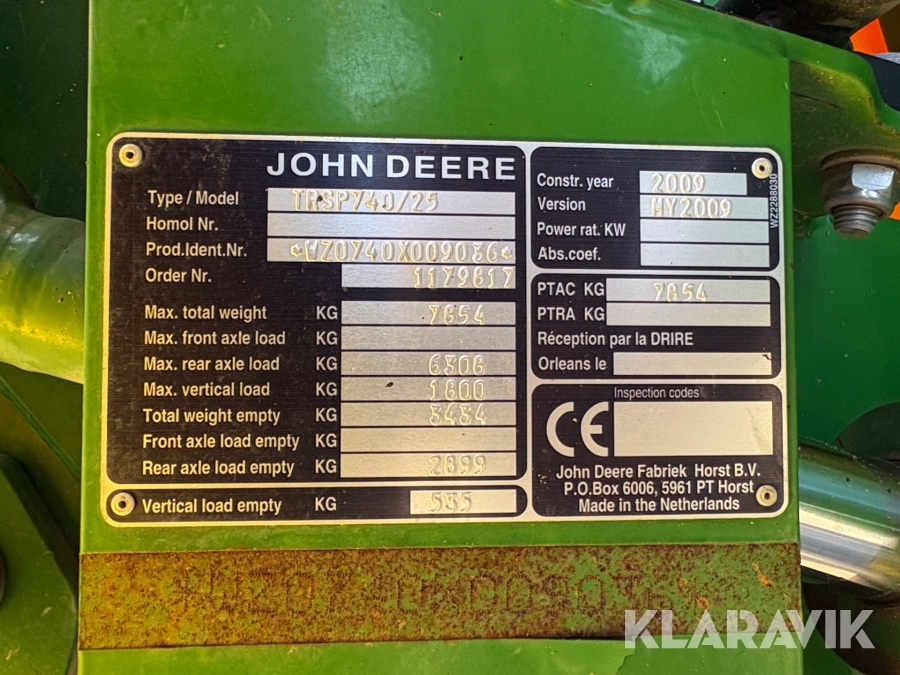 JOHN DEERE
Type / Model TRSP740/25
Homol Nr.
Prod.Ident.Nr. *WZ0740X009036*
Order Nr. 1179617
Max. total weight KG 7654
Max. front axle load KG
Max. rear axle load KG 6308
Max. vertical load KG 1800
Total weight empty KG 3434
Front axle load empty KG
Rear axle load empty KG 2899
Vertical load empty KG 535
Constr. year 2009
Version MY2009
Power rat. KW
Abs.coef.
WZ2288030
PTAC KG 7654
PTRA KG
Réception par la DRIRE
Orleans le
Inspection codes
CE
John Deere Fabriek Horst B.V.
P.O.Box 6006, 5961 PT Horst
Made in the Netherlands
KLARAVIK